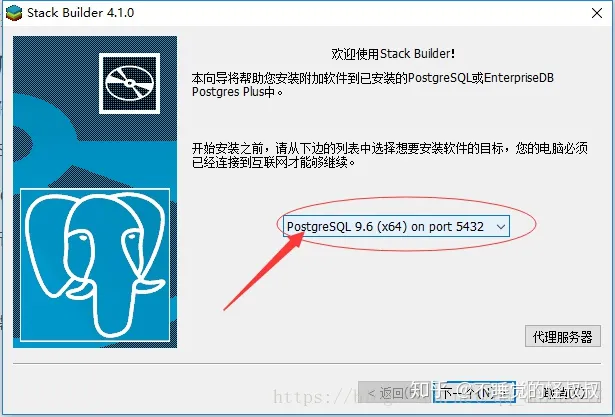 Stack Builder 4.1.0
欢迎使用Stack Builder!
本向导将帮助您安装附加软件到已安装的PostgreSQL或EnterpriseDB
Postgres Plus中。
开始安装之前，请从下边的列表中选择想要安装软件的目标，您的电脑必须
已经连接到互联网才能够继续。
PostgreSQL 9.6 (x64) on port 5432
代理服务器
< 返回(
下一个(N)
取消(
知乎
https://b